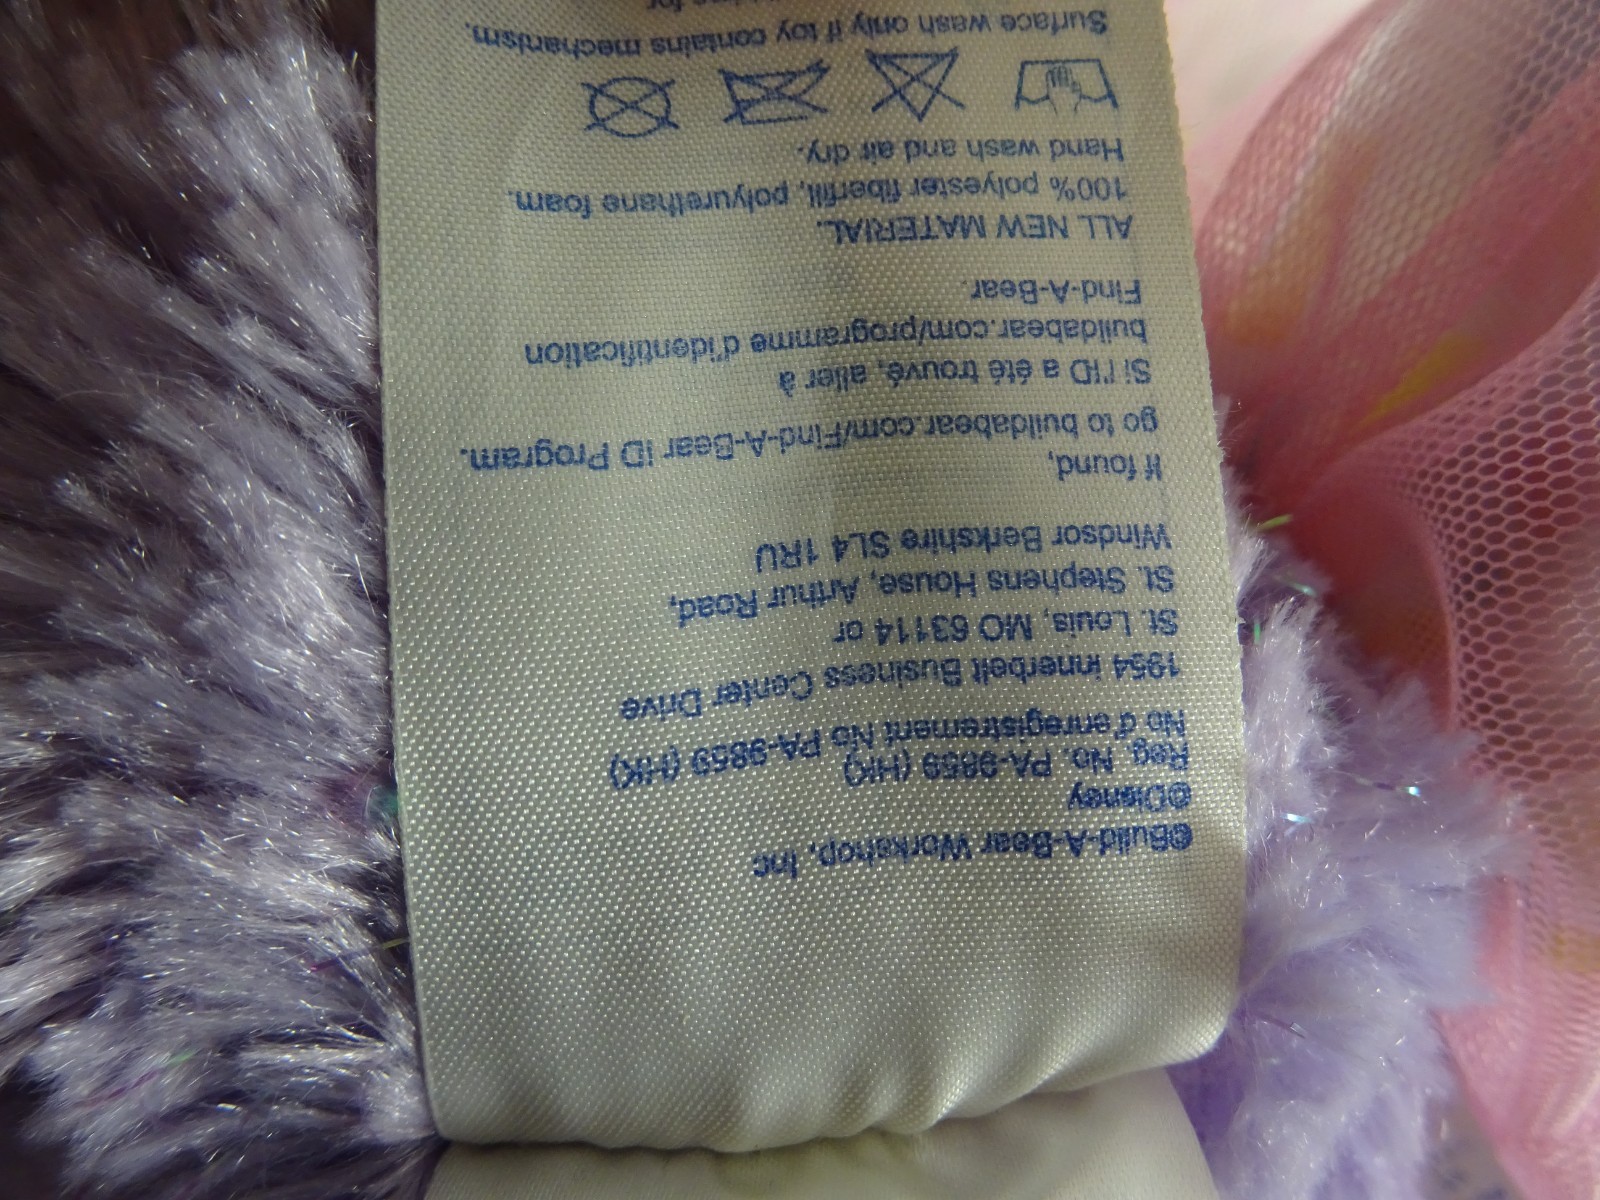 ©Build-A-Bear Workshop, Inc
©Disney
Reg. No. PA-9859 (HK)
No d'enregistrement No PA-9859 (HK)
1954 innerbelt Business Center Drive
St. Louis, MO 63114 or
St. Stephens House, Arthur Road,
Windsor Berkshire SL4 1RU
If found,
go to buildabear.com/Find-A-Bear ID Program.
Si l'ID a été trouvé, aller à
buildabear.com/programme d'identification
Find-A-Bear.
ALL NEW MATERIAL.
100% polyester fiberfill, polyurethane foam.
Hand wash and air dry.
Surface wash only if toy contains mechanism.
for